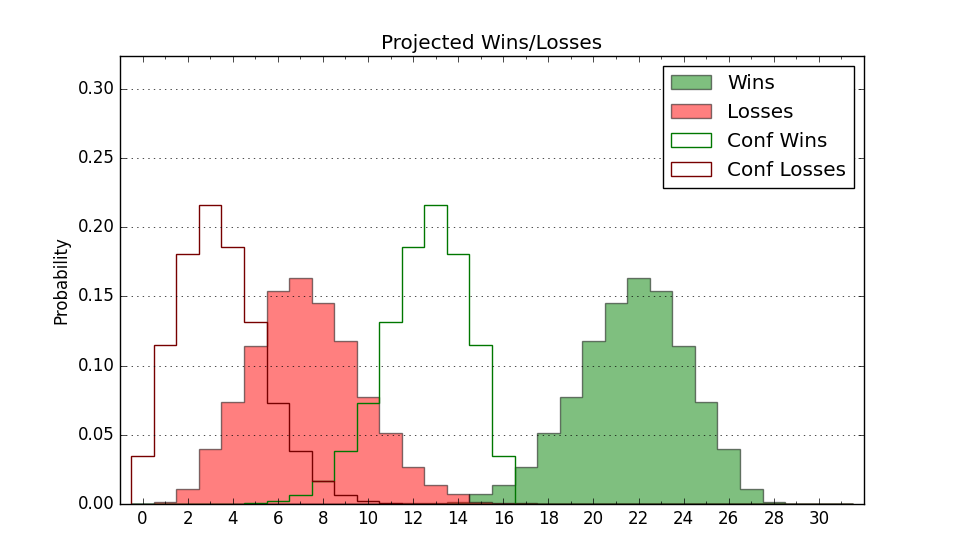 Projected Wins/Losses
0.30
0.25
0.20
0.15
0.10
0.05
0.00
Probability
Wins
Losses
Conf Wins
Conf Losses
0 2 4 6 8 10 12 14 16 18 20 22 24 26 28 30